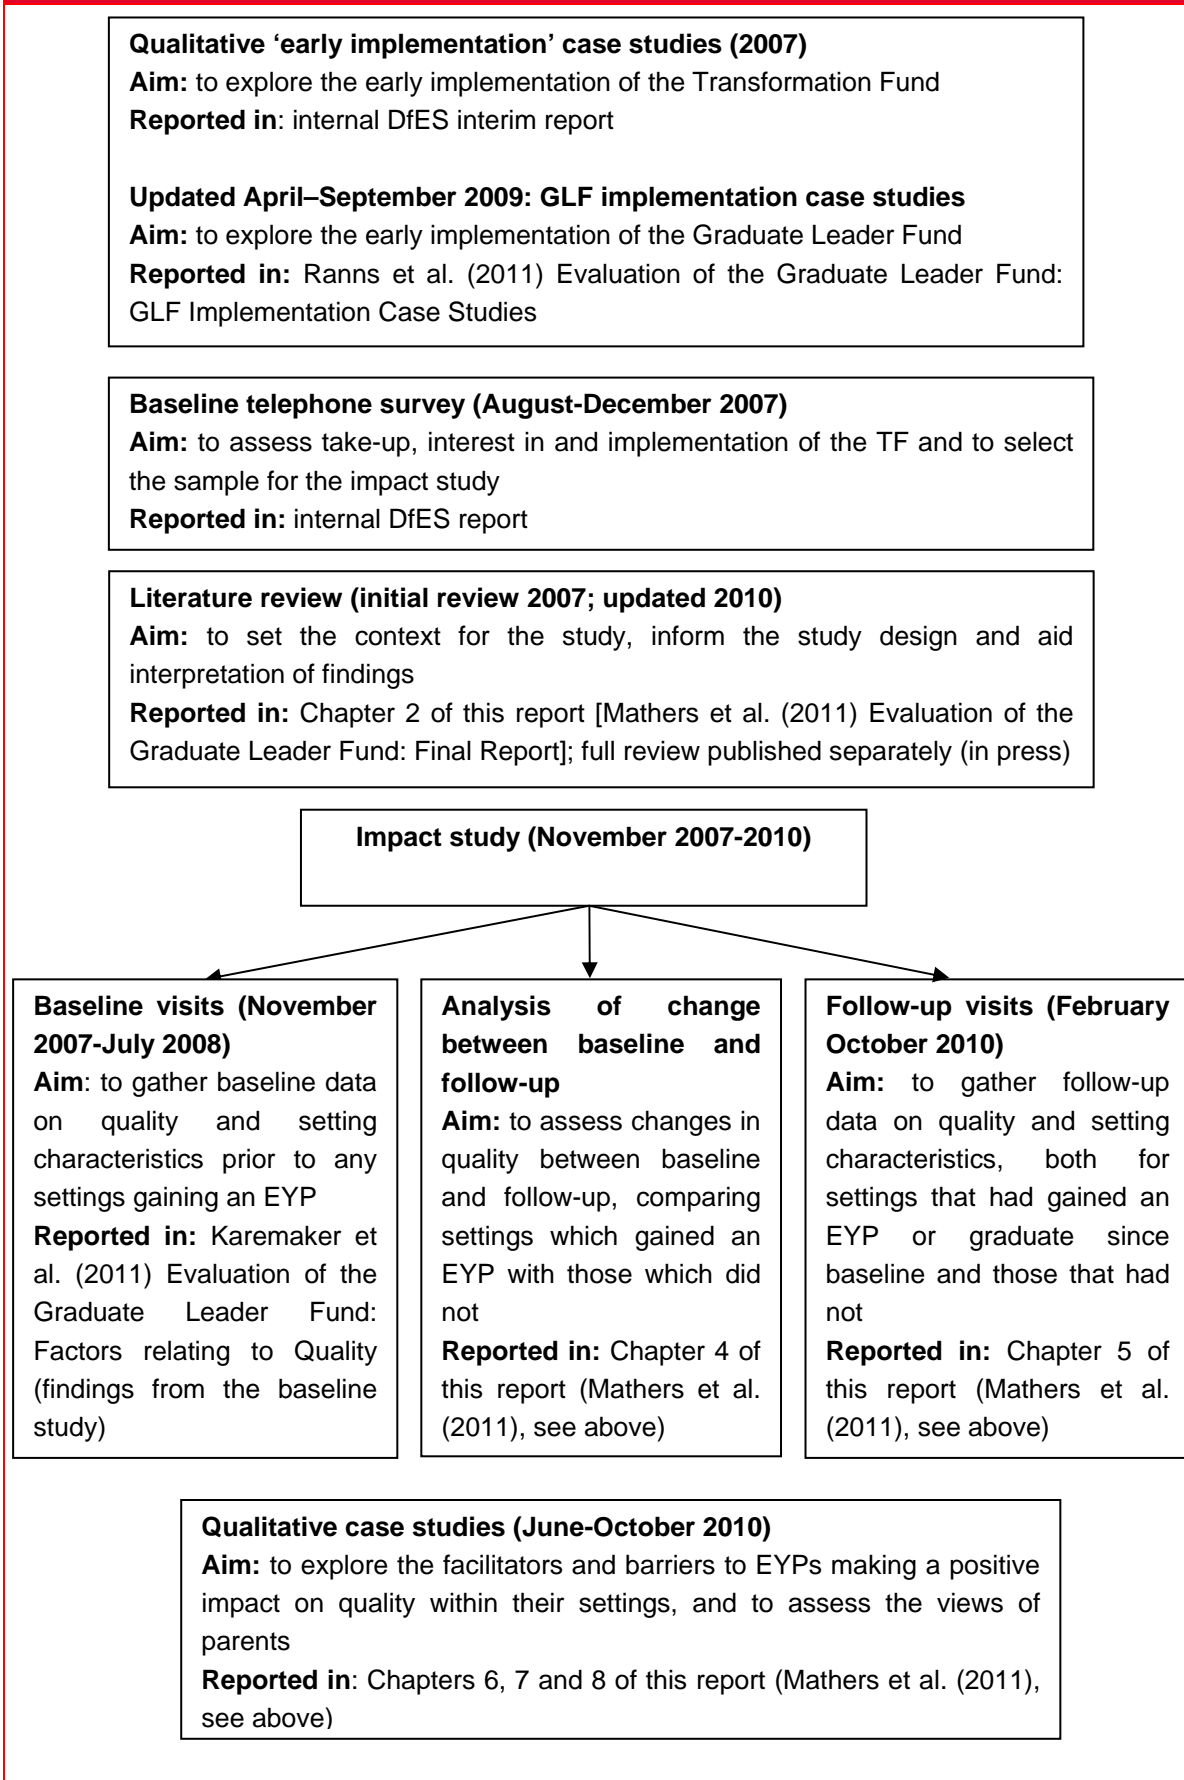 Qualitative ‘early implementation’ case studies (2007)
Aim: to explore the early implementation of the Transformation Fund
Reported in: internal DfES interim report
Updated April–September 2009: GLF implementation case studies
Aim: to explore the early implementation of the Graduate Leader Fund
Reported in: Ranns et al. (2011) Evaluation of the Graduate Leader Fund:
GLF Implementation Case Studies
Baseline telephone survey (August-December 2007)
Aim: to assess take-up, interest in and implementation of the TF and to select
the sample for the impact study
Reported in: internal DfES report
Literature review (initial review 2007; updated 2010)
Aim: to set the context for the study, inform the study design and aid
interpretation of findings
Reported in: Chapter 2 of this report [Mathers et al. (2011) Evaluation of the
Graduate Leader Fund: Final Report]; full review published separately (in press)
Impact study (November 2007-2010)
Baseline visits (November
2007-July 2008)
Aim: to gather baseline data
on quality and setting
characteristics prior to any
settings gaining an EYP
Reported in: Karemaker et
al. (2011) Evaluation of the
Graduate Leader Fund:
Factors relating to Quality
(findings from the baseline
study)
Analysis of change
between baseline and
follow-up
Aim: to assess changes in
quality between baseline
and follow-up, comparing
settings which gained an
EYP with those which did
not
Reported in: Chapter 4 of
this report (Mathers et al.
(2011), see above)
Follow-up visits (February
October 2010)
Aim: to gather follow-up
data on quality and setting
characteristics, both for
settings that had gained an
EYP or graduate since
baseline and those that had
not
Reported in: Chapter 5 of
this report (Mathers et al.
(2011), see above)
Qualitative case studies (June-October 2010)
Aim: to explore the facilitators and barriers to EYPs making a positive
impact on quality within their settings, and to assess the views of
parents
Reported in: Chapters 6, 7 and 8 of this report (Mathers et al. (2011),
see above)